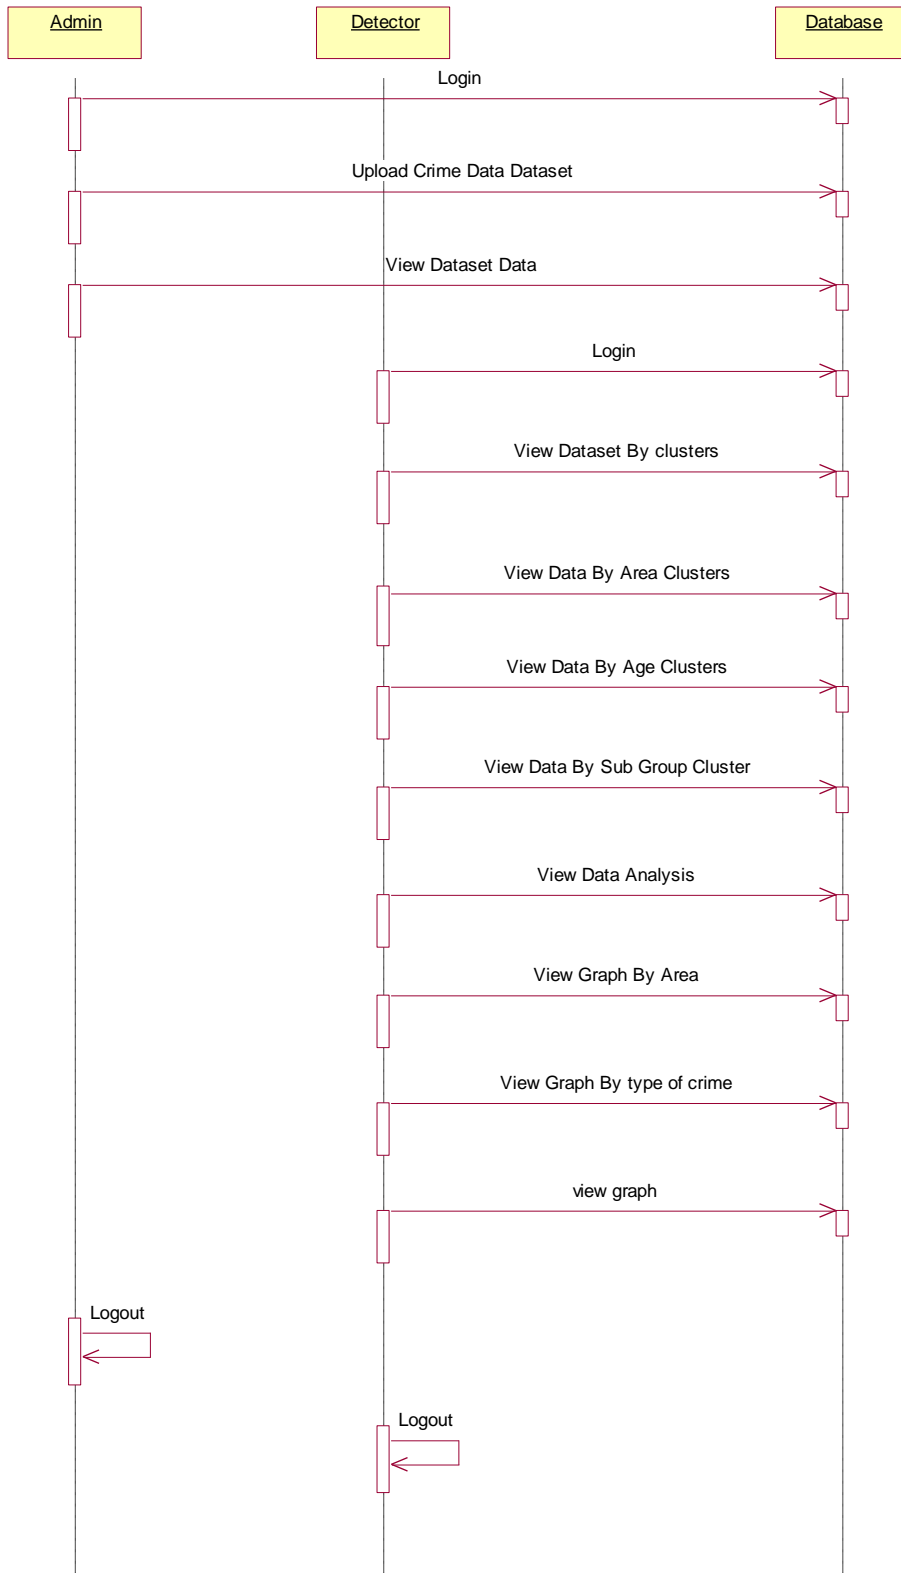 Admin
Detector
Database
Login
Upload Crime Data Dataset
View Dataset Data
Login
View Dataset By clusters
View Data By Area Clusters
View Data By Age Clusters
View Data By Sub Group Cluster
View Data Analysis
View Graph By Area
View Graph By type of crime
view graph
Logout
Logout